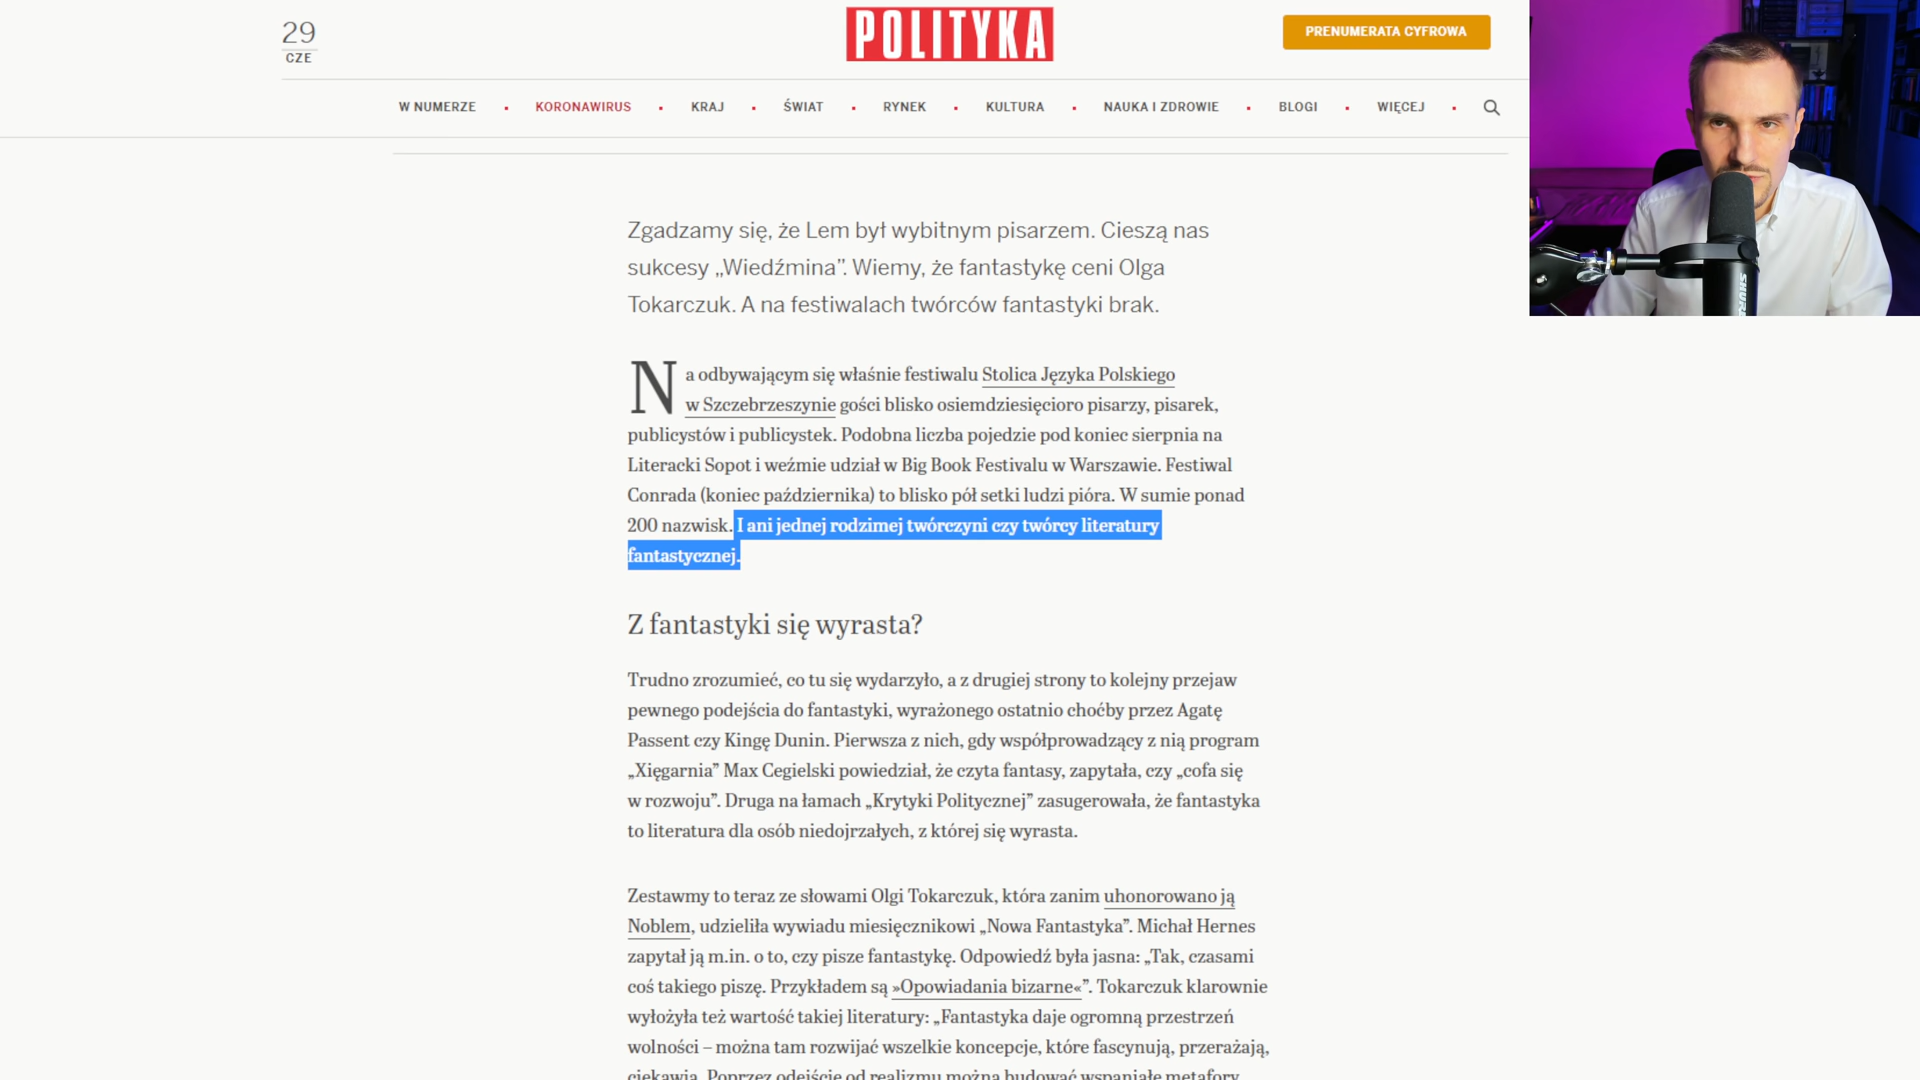 29
CZE
POLITYKA
PRENUMERATA CYFROWA
W NUMERZE
KORONAWIRUS
KRAJ
ŚWIAT
RYNEK
KULTURA
NAUKA I ZDROWIE
BLOGI
WIĘCEJ
Zgadzamy się, że Lem był wybitnym pisarzem. Cieszą nas
sukcesy „Wiedźmina”. Wiemy, że fantastykę ceni Olga
Tokarczuk. A na festiwalach twórców fantastyki brak.
Na odbywającym się właśnie festiwalu Stolica Języka Polskiego
w Szczebrzeszynie gości blisko osiemdziesięcioro pisarzy, pisarek,
publicystów i publicystek. Podobna liczba pojedzie pod koniec sierpnia na
Literacki Sopot i weźmie udział w Big Book Festivalu w Warszawie. Festiwal
Conrada (koniec października) to blisko pół setki ludzi pióra. W sumie ponad
200 nazwisk. I ani jednej rodzimej twórczyni czy twórcy literatury
fantastycznej.
Z fantastyki się wyrasta?
Trudno zrozumieć, co tu się wydarzyło, a z drugiej strony to kolejny przejaw
pewnego podejścia do fantastyki, wyrażonego ostatnio choćby przez Agatę
Passent czy Kingę Dunin. Pierwsza z nich, gdy współprowadzący z nią program
„Xięgarnia” Max Cegielski powiedział, że czyta fantasy, zapytała, czy „cofa się
w rozwoju”. Druga na łamach „Krytyki Politycznej” zasugerowała, że fantastyka
to literatura dla osób niedojrzałych, z której się wyrasta.
Zestawmy to teraz ze słowami Olgi Tokarczuk, która zanim uhonorowano ją
Noblem, udzieliła wywiadu miesięcznikowi „Nowa Fantastyka”. Michał Hernes
zapytał ją m.in. o to, czy pisze fantastykę. Odpowiedź była jasna: „Tak, czasami
coś takiego piszę. Przykładem są »Opowiadania bizarne«”. Tokarczuk klarownie
wyłożyła też wartość takiej literatury: „Fantastyka daje ogromną przestrzeń
wolności – można tam rozwijać wszelkie koncepcje, które fascynują, przerażają,
ciekawią. Poprzez odejście od realizmu można budować wspaniałe metafory
SHURE